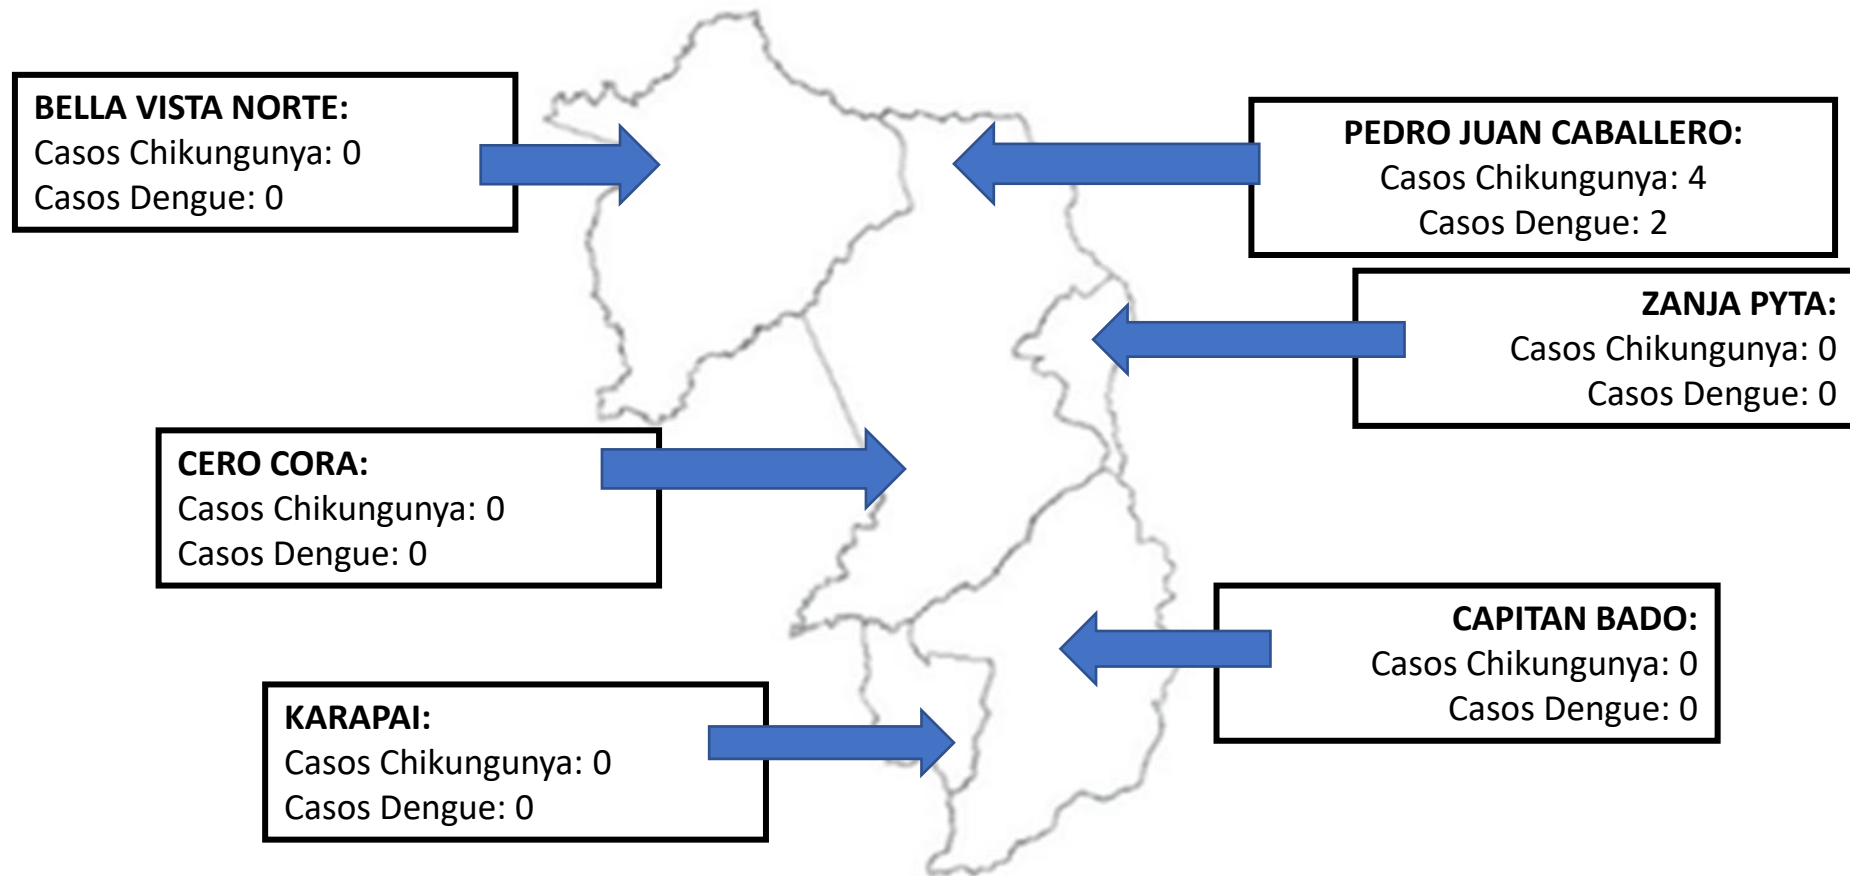 BELLA VISTA NORTE:
Casos Chikungunya: 0
Casos Dengue: 0
PEDRO JUAN CABALLERO:
Casos Chikungunya: 4
Casos Dengue: 2
ZANJA PYTA:
Casos Chikungunya: 0
Casos Dengue: 0
CERO CORA:
Casos Chikungunya: 0
Casos Dengue: 0
CAPITAN BADO:
Casos Chikungunya: 0
Casos Dengue: 0
KARAPAI:
Casos Chikungunya: 0
Casos Dengue: 0